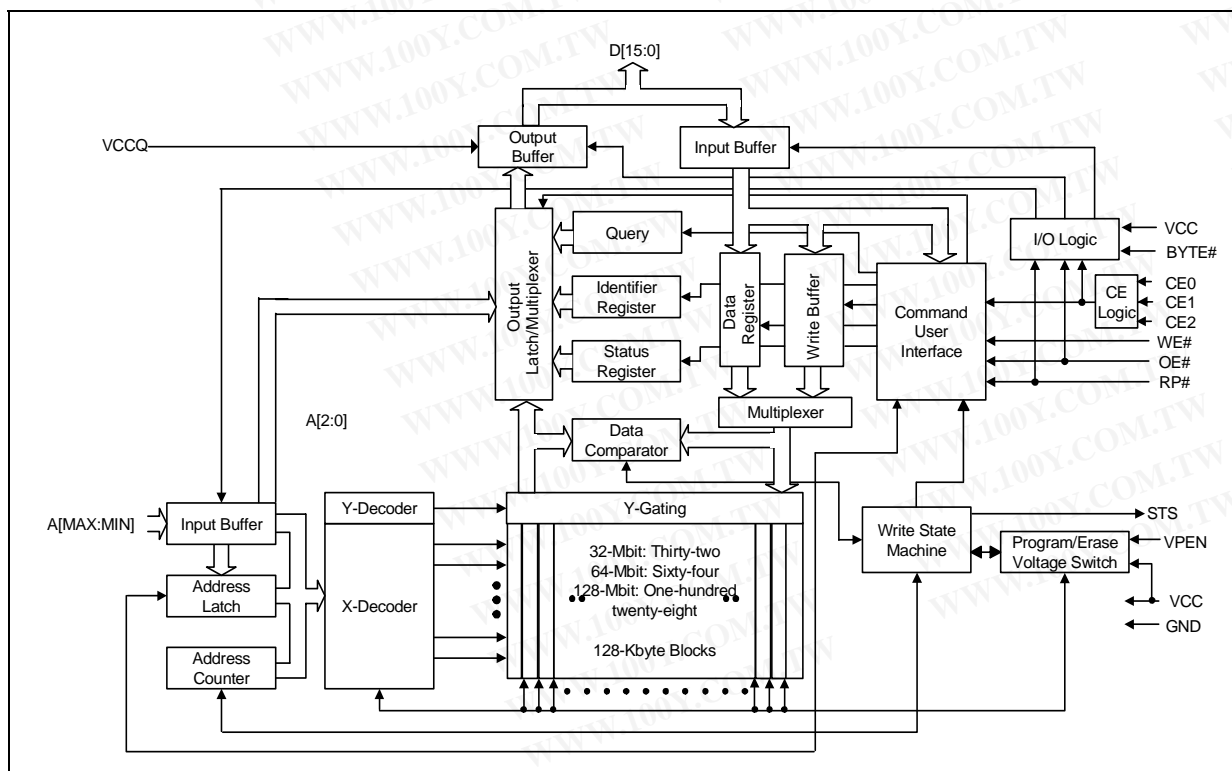 WWW.100Y.COM.TW
D[15:0]
VCCQ
Output
Buffer
Input Buffer
Output
Latch/Multiplexer
Query
Identifier
Register
Status
Register
Data
Register
Write Buffer
Command
User
Interface
I/O Logic
VCC
BYTE#
CE
Logic
CE0
CE1
CE2
WE#
OE#
RP#
Multiplexer
Data
Comparator
A[2:0]
A[MAX:MIN]
Input Buffer
Y-Decoder
Y-Gating
Address
Latch
X-Decoder
Address
Counter
32-Mbit: Thirty-two
64-Mbit: Sixty-four
128-Mbit: One-hundred
twenty-eight
128-Kbyte Blocks
Write State
Machine
Program/Erase
Voltage Switch
STS
VPEN
VCC
GND